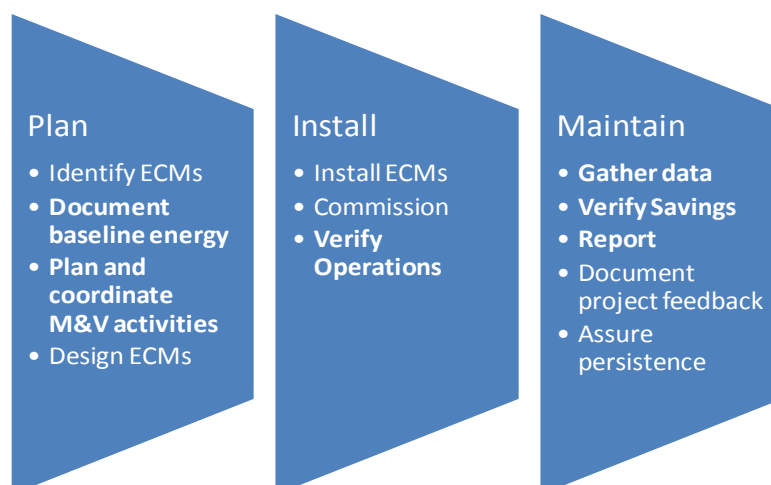 Plan
• Identify ECMs
• Document
baseline energy
• Plan and
coordinate
M&V activities
• Design ECMs
Install
• Install ECMs
• Commission
• Verify
Operations
Maintain
• Gather data
• Verify Savings
• Report
• Document
project feedback
• Assure
persistence